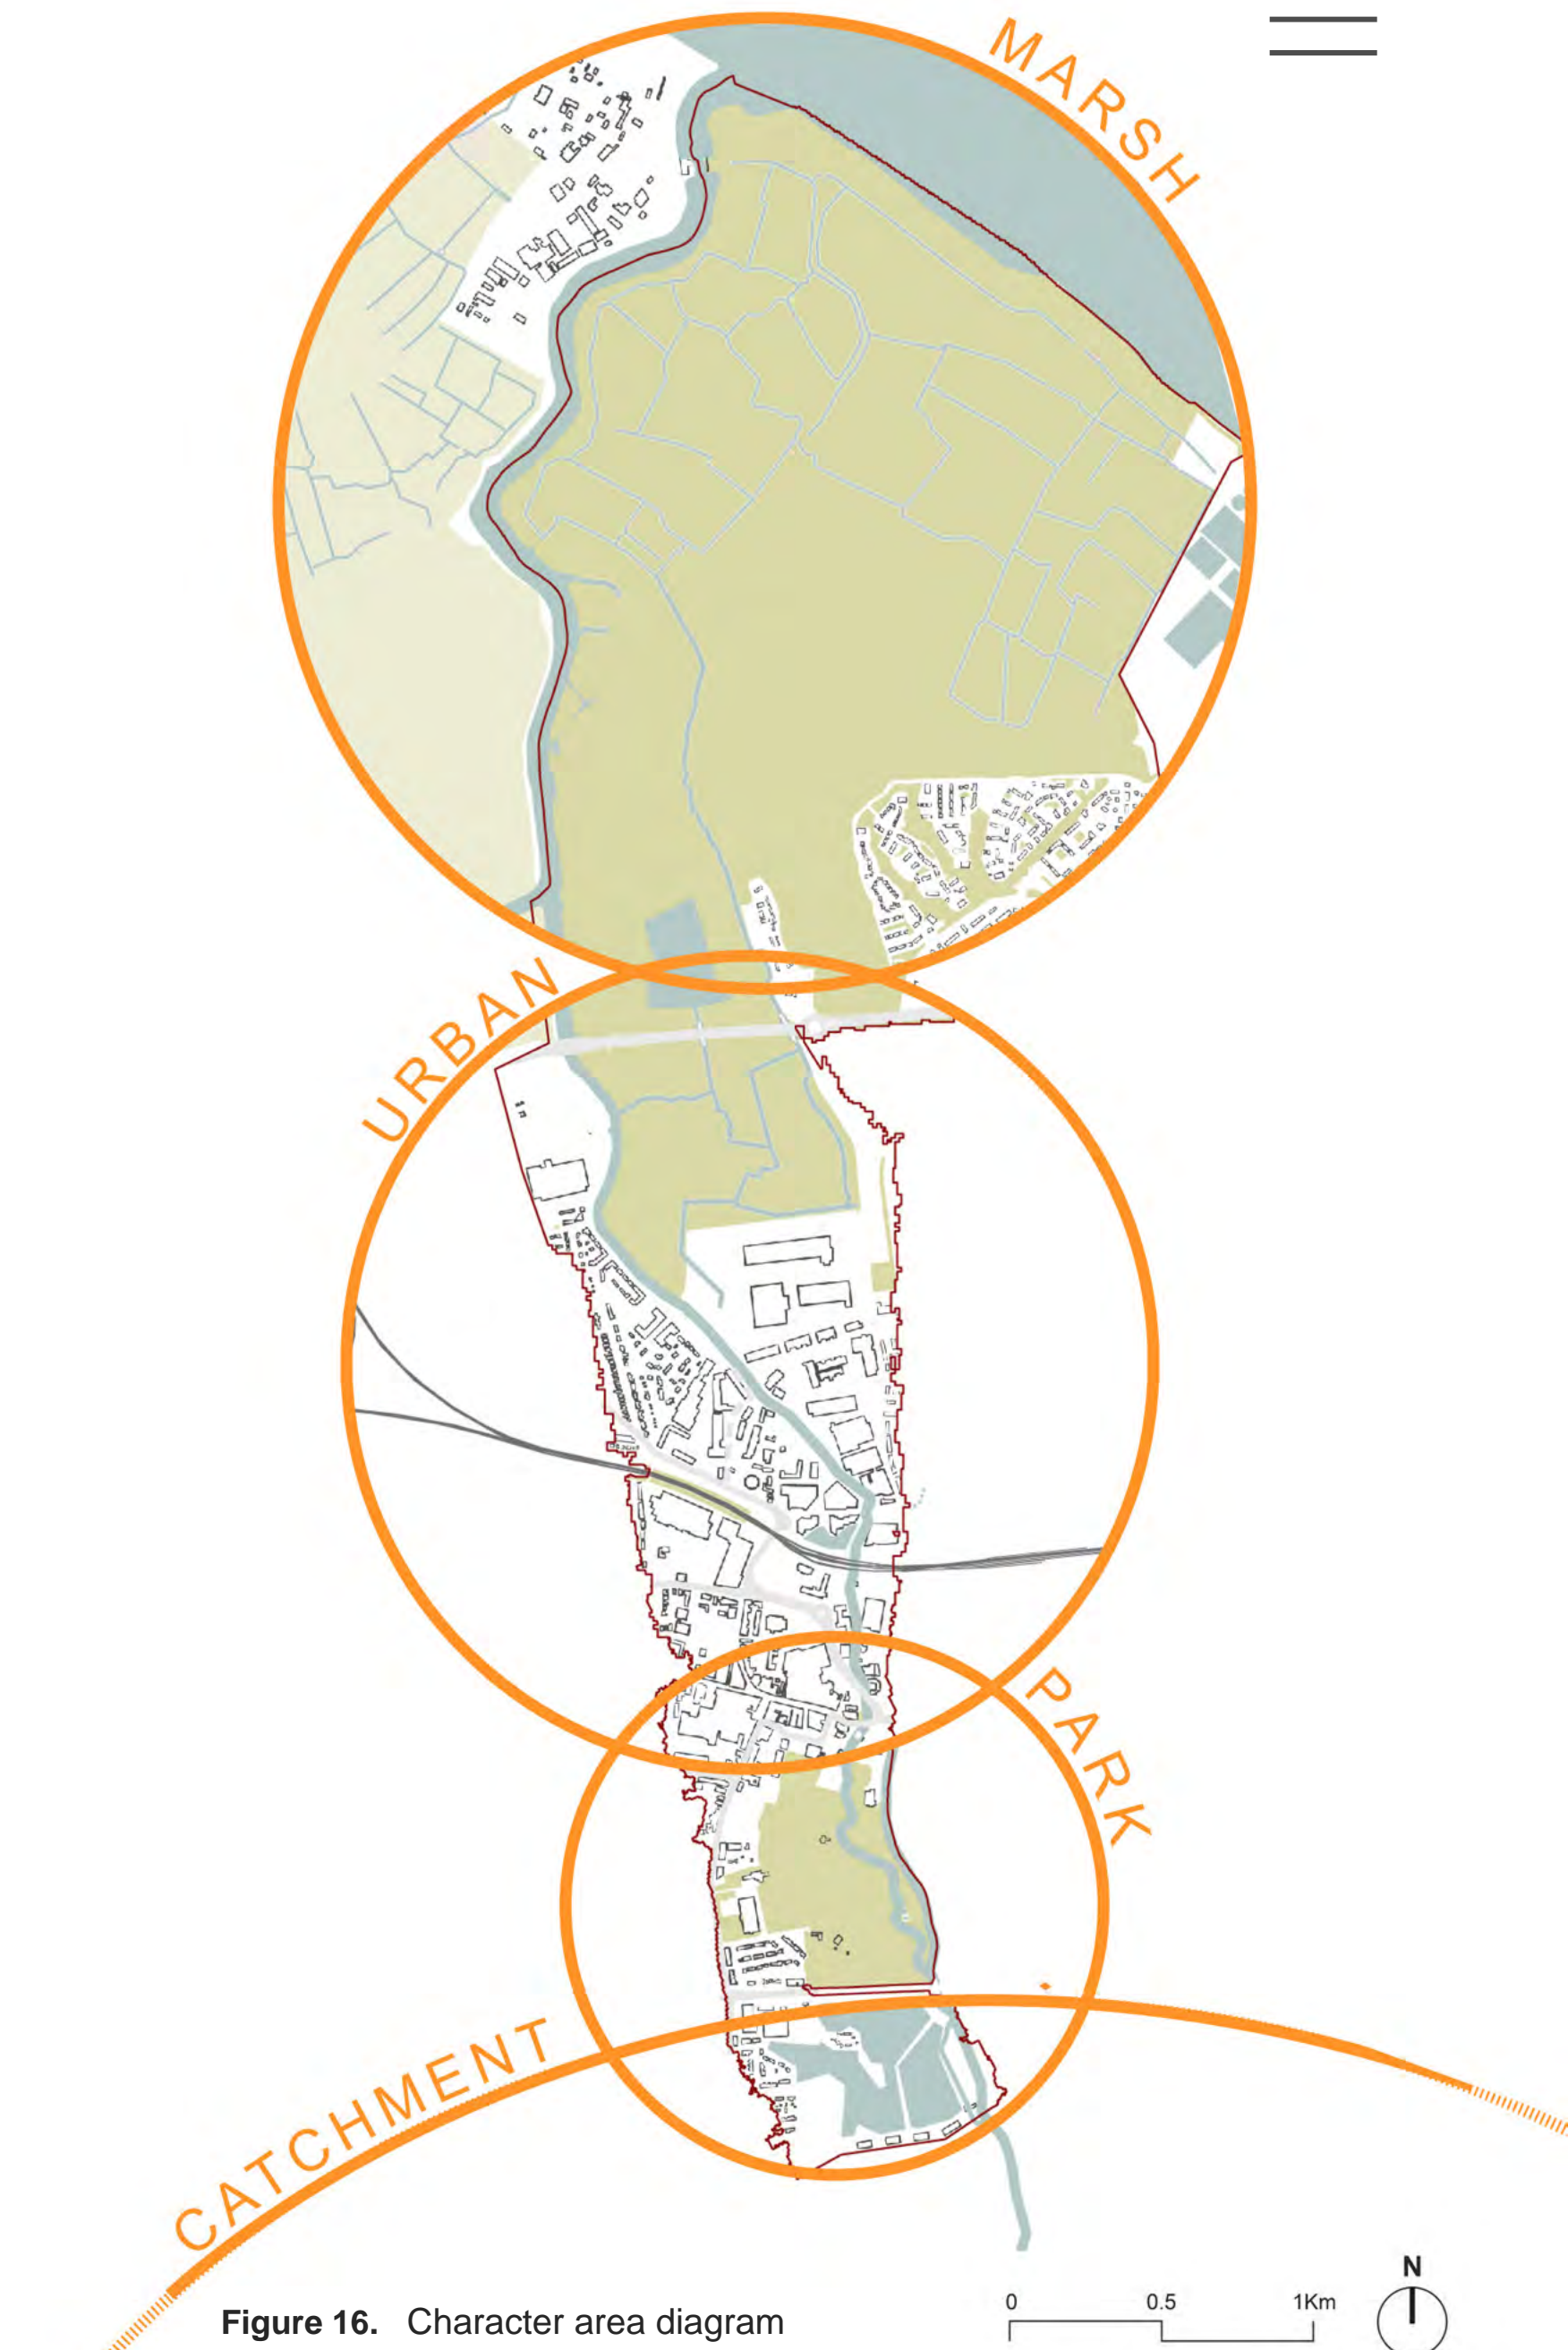 MARSH
URBAN
PARK
CATCHMENT
N
0 0.5 1Km
Figure 16. Character area diagram